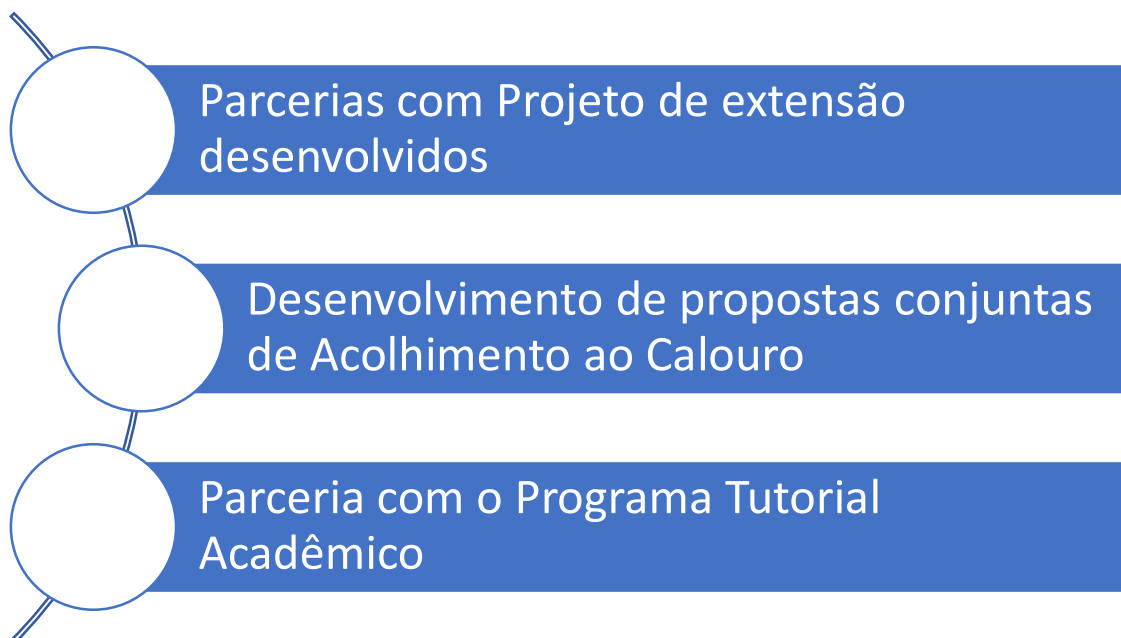 Parcerias com Projeto de extensão
desenvolvidos
Desenvolvimento de propostas conjuntas
de Acolhimento ao Calouro
Parceria com o Programa Tutorial
Acadêmico